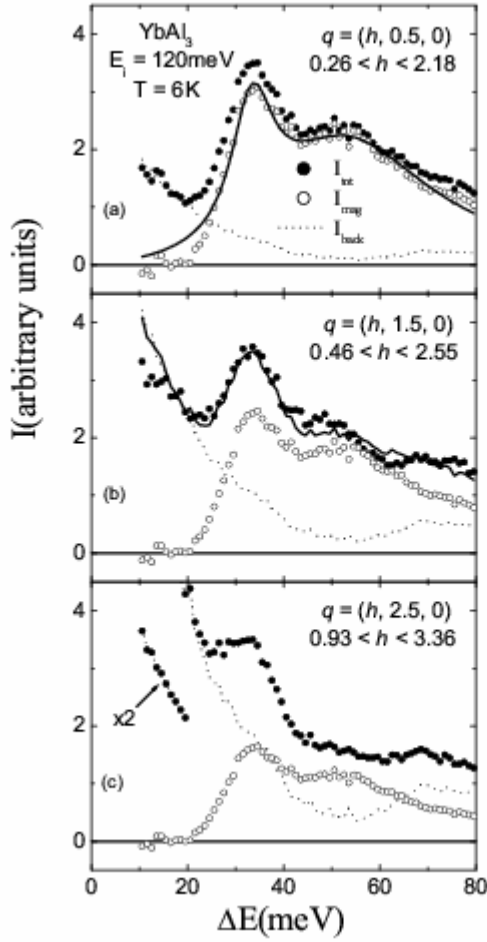 YbAl3
Ei = 120meV
T = 6K
q = (h, 0.5, 0)
0.26 < h < 2.18
4
2
0
(a)
Itot
Imag
Iback
q = (h, 1.5, 0)
0.46 < h < 2.55
4
2
0
(b)
q = (h, 2.5, 0)
0.93 < h < 3.36
4
2
0
x2
(c)
0 20 40 60 80
ΔE(meV)
I(arbitrary units)